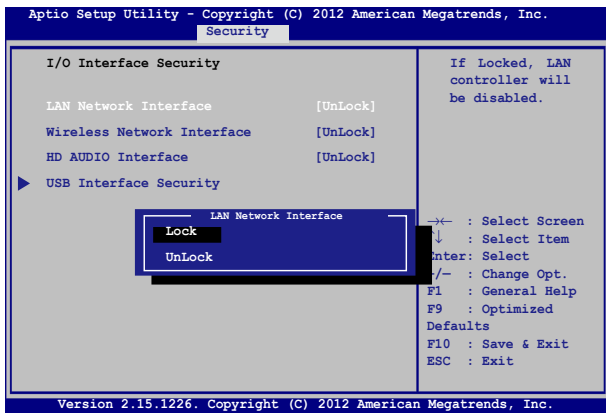 Aptio Setup Utility - Copyright (C) 2012 American Megatrends, Inc.
Security
I/O Interface Security
LAN Network Interface [UnLock]
Wireless Network Interface [UnLock]
HD AUDIO Interface [UnLock]
USB Interface Security
If Locked, LAN
controller will
be disabled.
LAN Network Interface
Lock
UnLock
→← : Select Screen
↓ : Select Item
nter: Select
/— : Change Opt.
F1 : General Help
F9 : Optimized
Defaults
F10 : Save & Exit
ESC : Exit
Version 2.15.1226. Copyright (C) 2012 American Megatrends, Inc.